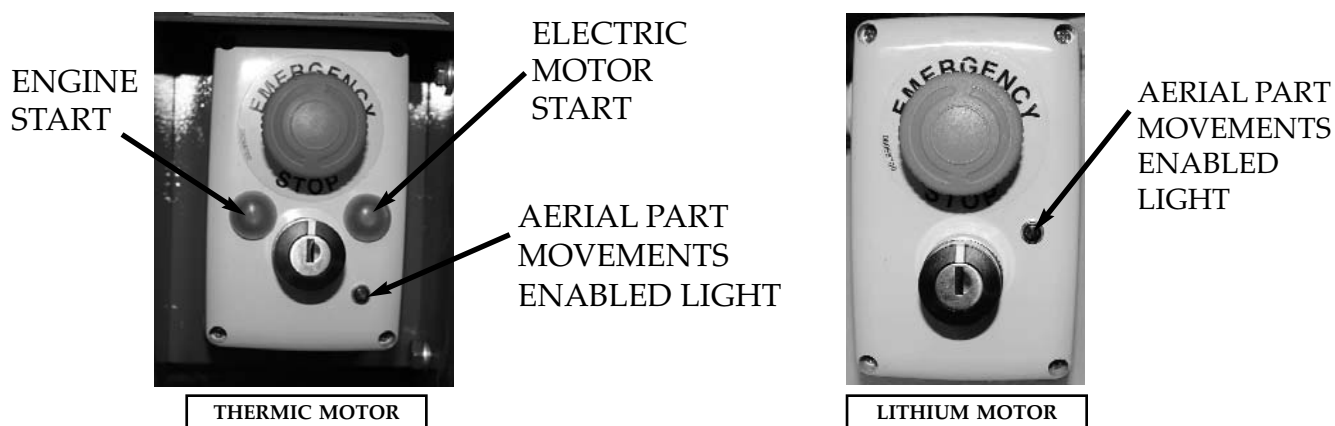 ENGINE
START
ELECTRIC
MOTOR
START
EMERGENCY
STOP
AERIAL PART
MOVEMENTS
ENABLED LIGHT
THERMIC MOTOR
EMERGENCY
STOP
AERIAL PART
MOVEMENTS
ENABLED
LIGHT
LITHIUM MOTOR